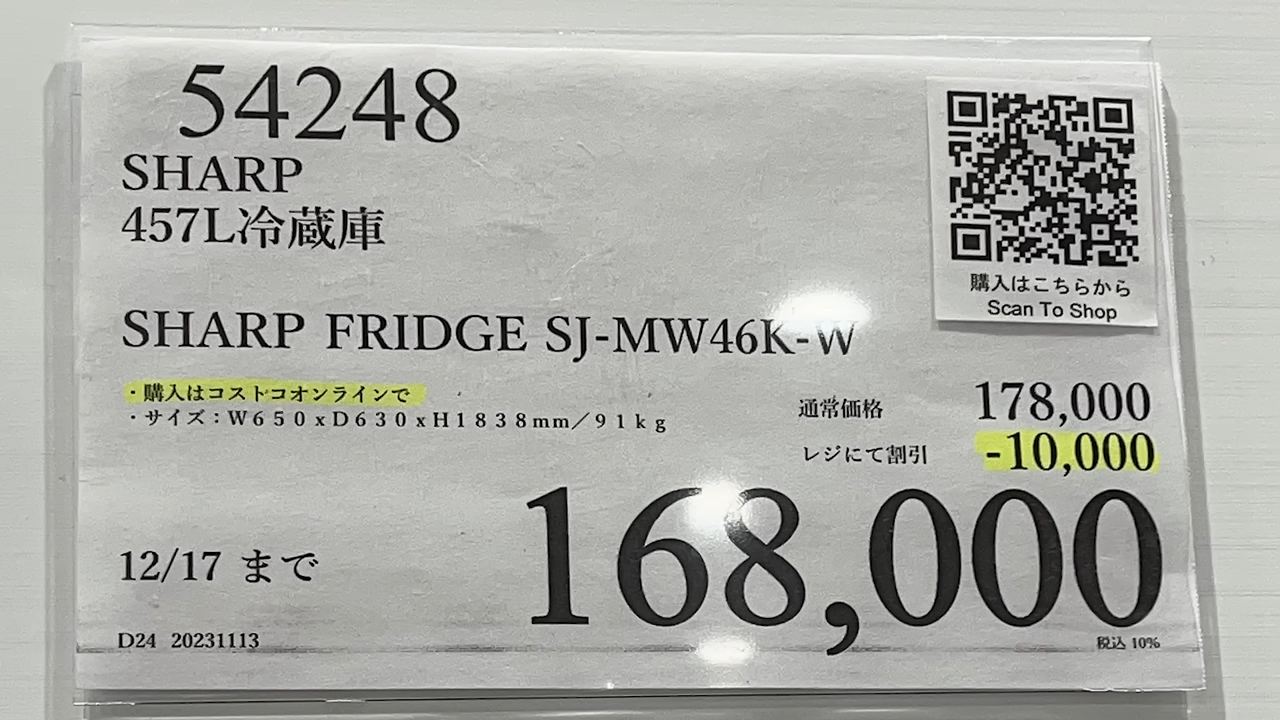 54248
SHARP
457L冷蔵庫
購入はこちらから
Scan To Shop
SHARP FRIDGE SJ-MW46K-W
・購入はコストコオンラインで
・サイズ：W650xD630xH1838mm／91kg
通常価格 178,000
レジにて割引 -10,000
168,000
12/17 まで
D24 20231113
税込 10%